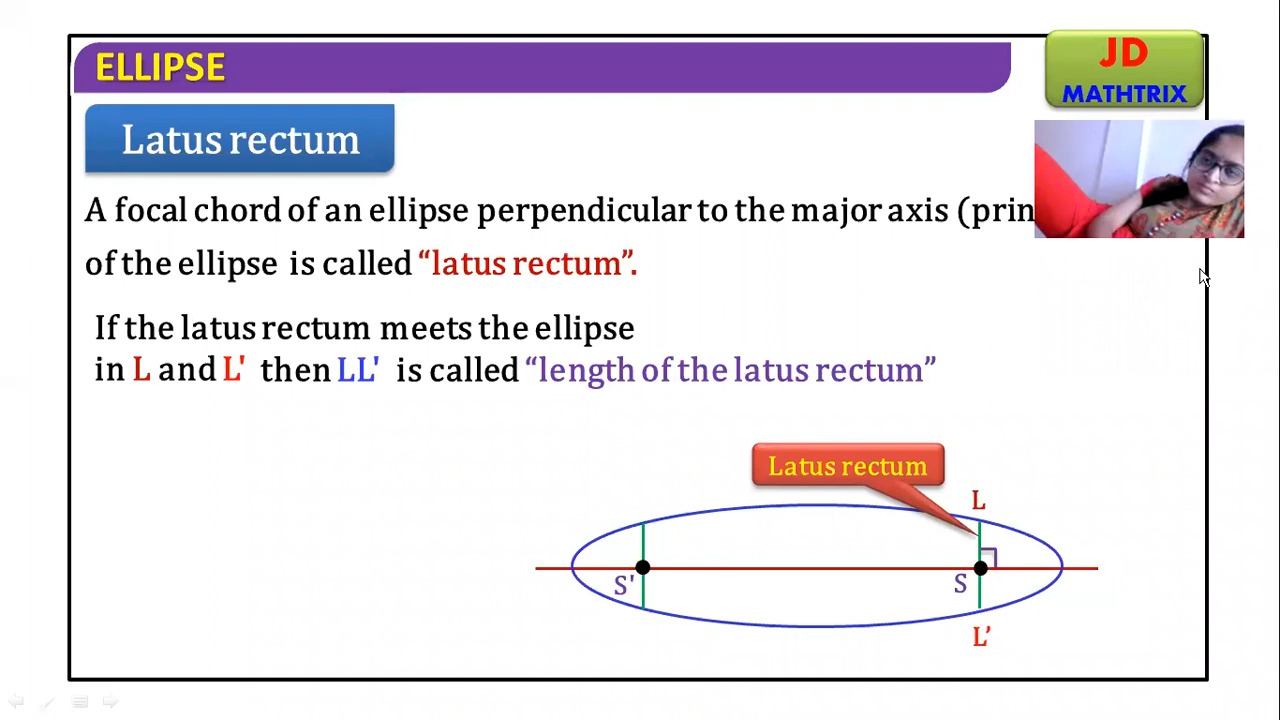 ELLIPSE
JD
MATHTRIX
Latus rectum
A focal chord of an ellipse perpendicular to the major axis
of the ellipse is called “latus rectum”.
If the latus rectum meets the ellipse
in L and L' then LL' is called “length of the latus rectum”
Latus rectum
L
S'
S
L’